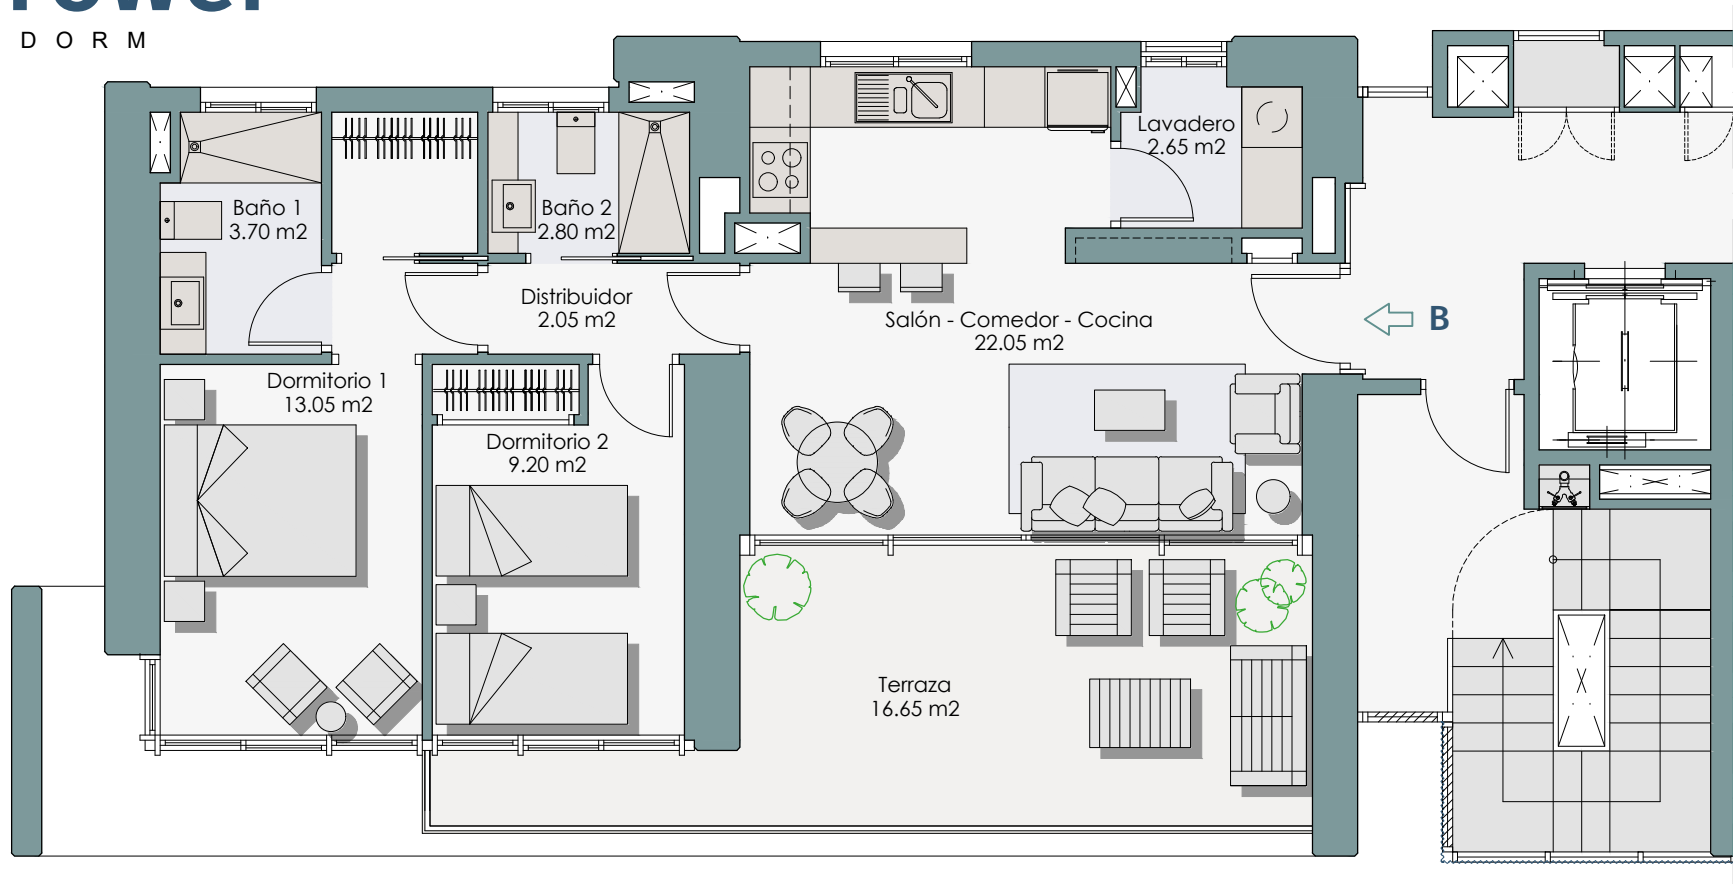 Tower
DORM
Baño 1
3.70 m2
Baño 2
2.80 m2
Lavadero
2.65 m2
Distribuidor
2.05 m2
Salón - Comedor - Cocina
22.05 m2
B
Dormitorio 1
13.05 m2
Dormitorio 2
9.20 m2
Terraza
16.65 m2